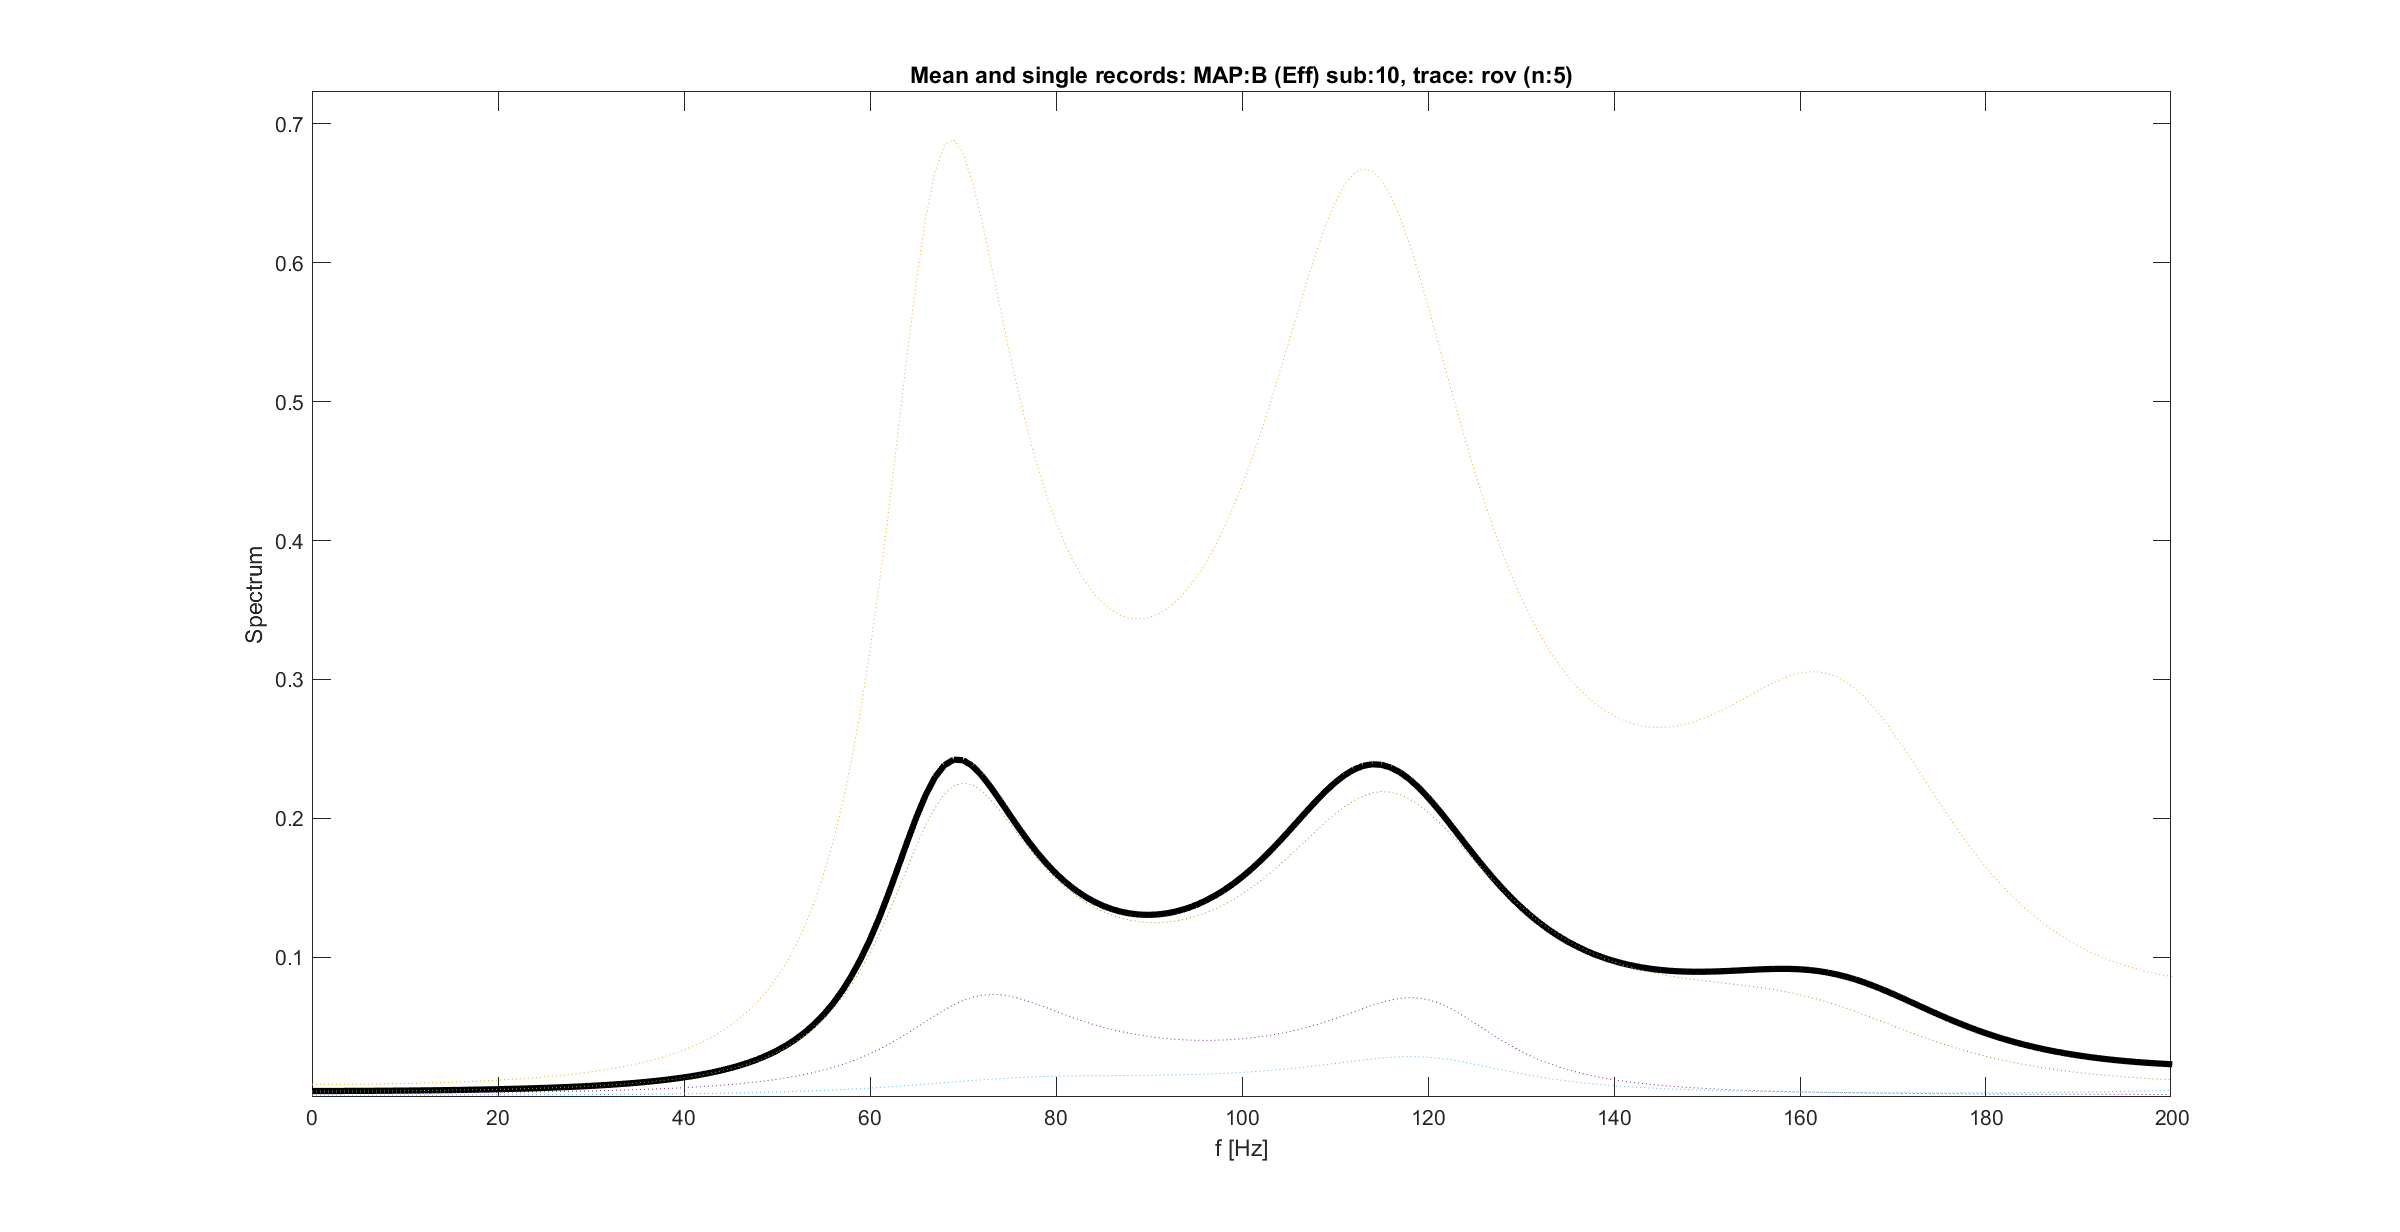 Mean and single records: MAP:B (Eff) sub:10, trace: rov (n:5)
0.7
0.6
0.5
0.4
0.3
0.2
0.1
Spectrum
0 20 40 60 80 100 120 140 160 180 200
f [Hz]